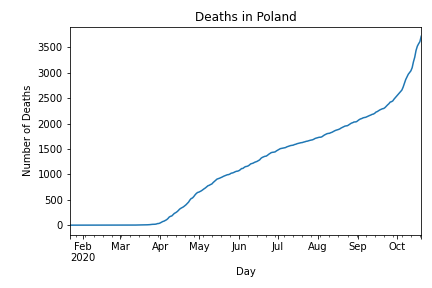 Deaths in Poland
Number of Deaths
3500
3000
2500
2000
1500
1000
500
0
Feb Mar Apr May Jun Jul Aug Sep Oct
2020
Day